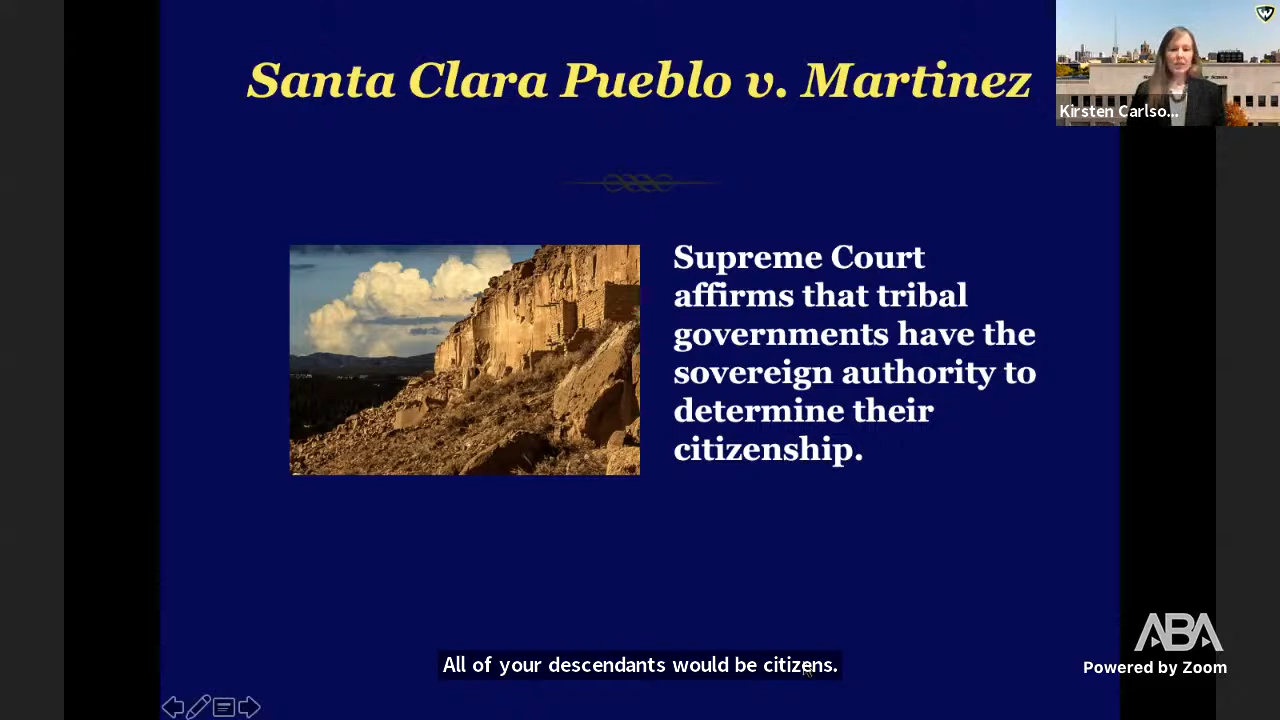 Santa Clara Pueblo v. Martinez
Kirsten Carlso...
Supreme Court
affirms that tribal
governments have the
sovereign authority to
determine their
citizenship.
ABA
Powered by Zoom
All of your descendants would be citizens.